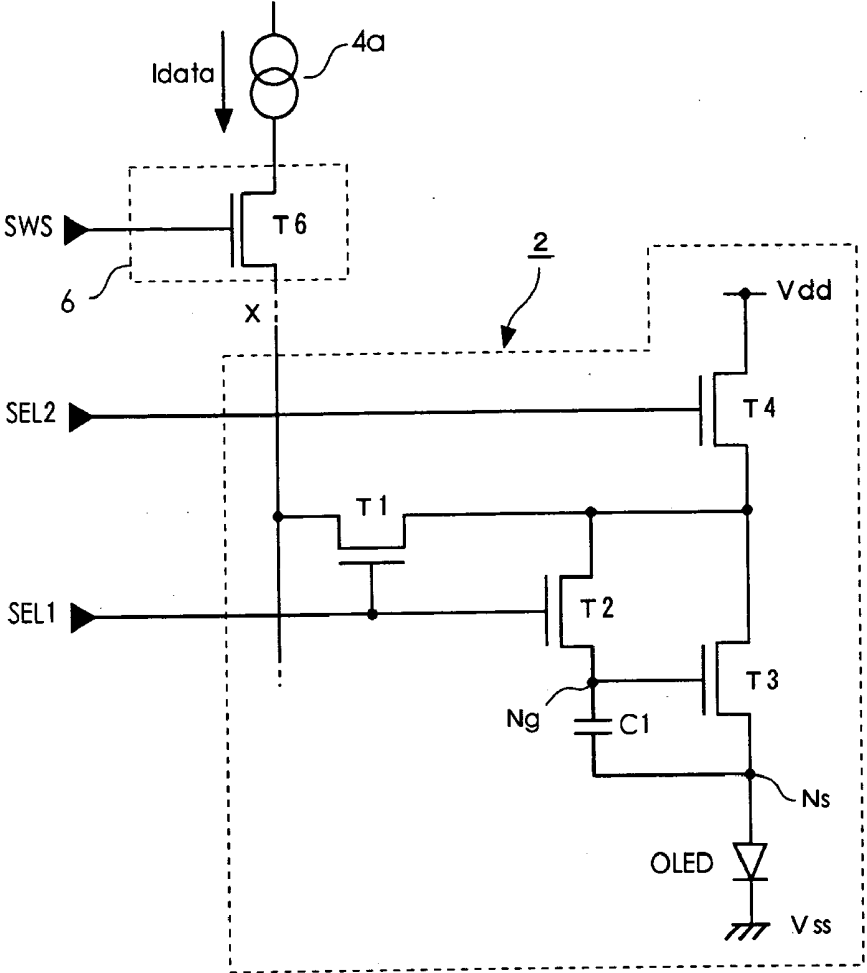 4a
Idata
SWS
T6
6
X
2
Vdd
SEL2
T4
T1
SEL1
T2
T3
Ng
C1
Ns
OLED
Vss